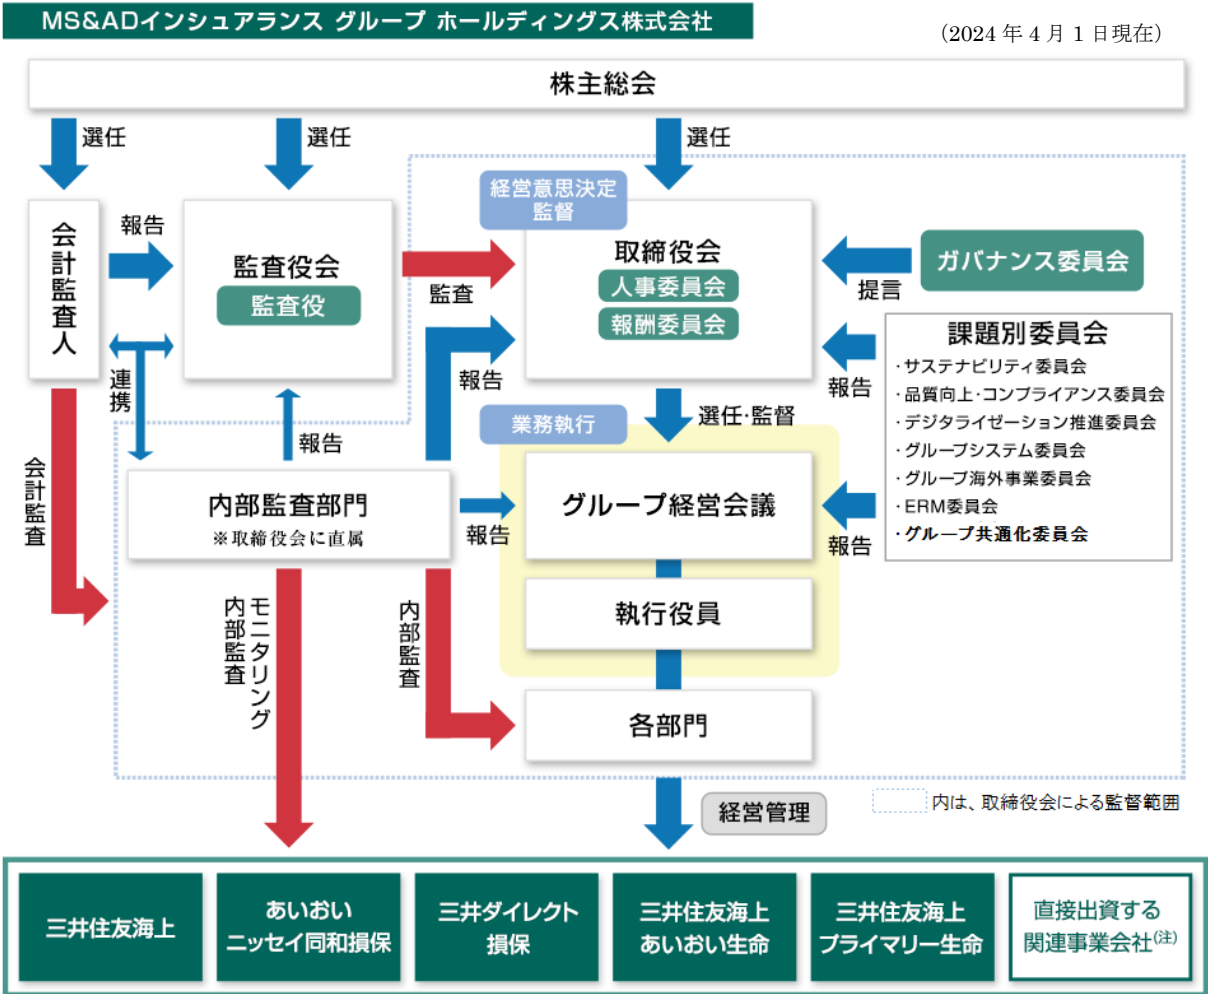 MS&ADインシュアランス グループ ホールディングス株式会社
(2024年4月1日現在)
株主総会
選任
選任
選任
経営意思決定
監督
会計監査人
報告
監査役会
監査役
監査
取締役会
人事委員会
報酬委員会
ガバナンス委員会
提言
課題別委員会
・サステナビリティ委員会
・品質向上・コンプライアンス委員会
・デジタライゼーション推進委員会
・グループシステム委員会
・グループ海外事業委員会
・ERM委員会
・グループ共通化委員会
報告
報告
連携
報告
報告
選任・監督
業務執行
会計監査
内部監査部門
※取締役会に直属
報告
グループ経営会議
執行役員
モニタリング
内部監査
内部監査
各部門
経営管理
内は、取締役会による監督範囲
三井住友海上
あいおい
ニッセイ同和損保
三井ダイレクト
損保
三井住友海上
あいおい生命
三井住友海上
プライマリー生命
直接出資する
関連事業会社(注)